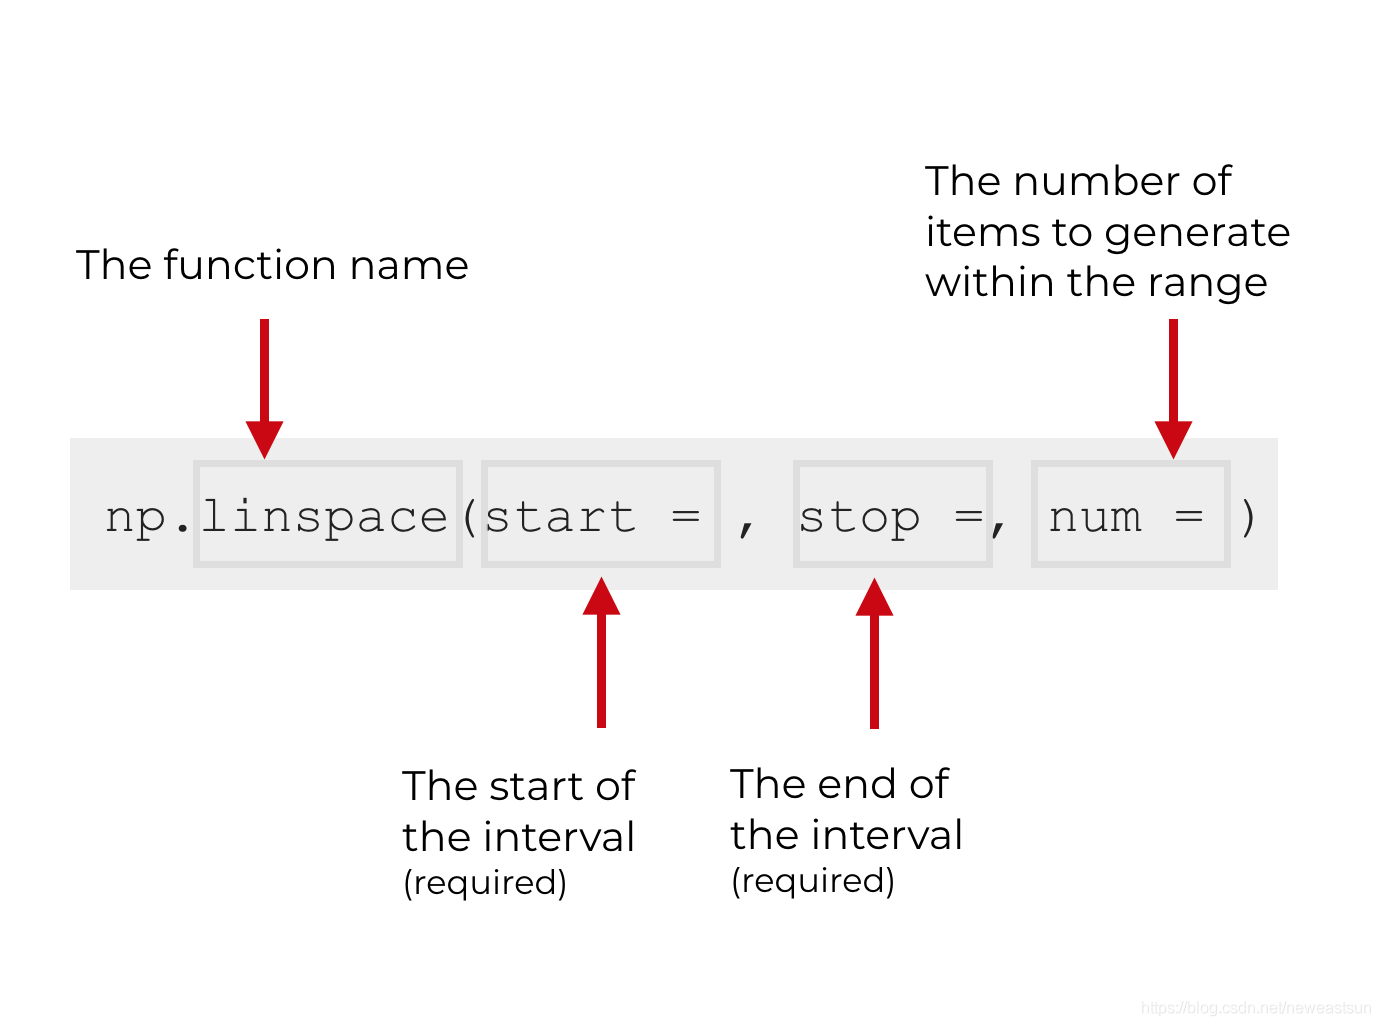 The number of
items to generate
within the range
The function name
np.linspace(start = , stop =, num = )
The start of
the interval
(required)
The end of
the interval
(required)
https://blog.csdn.net/neweastsun